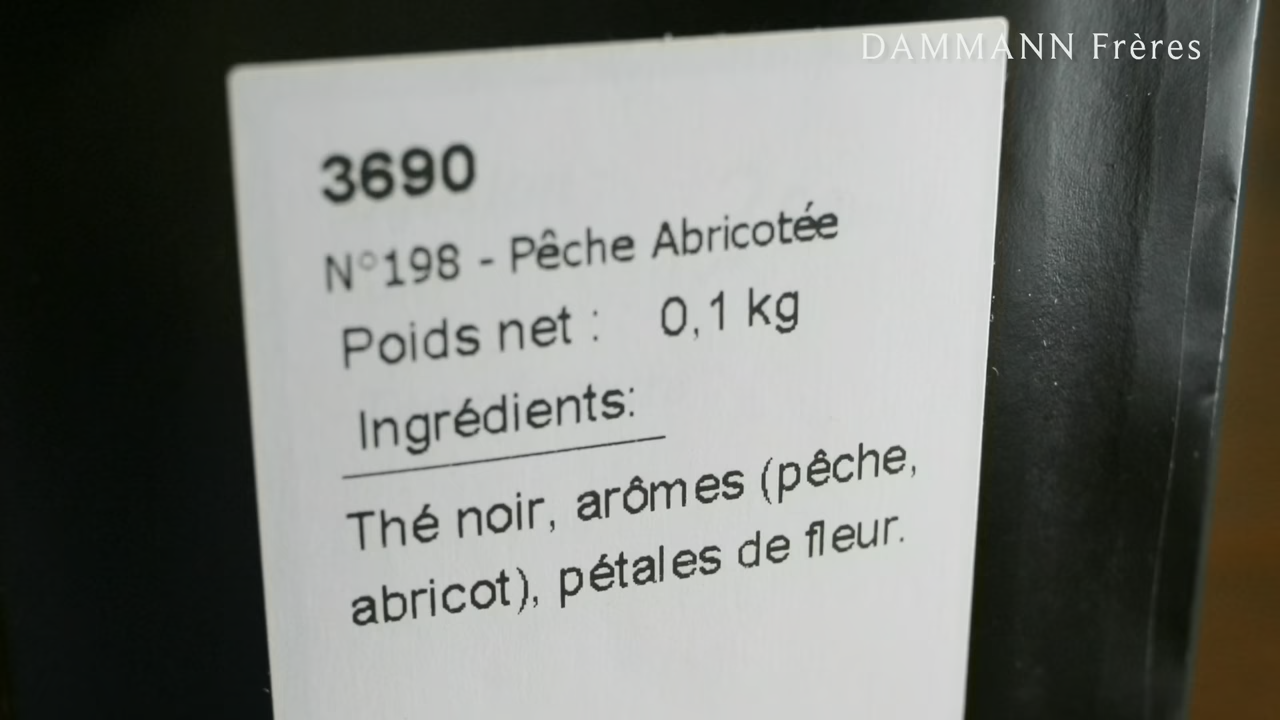 DAMMANN Frères
3690
N°198 - Pêche Abricotée
Poids net : 0,1 kg
Ingrédients:
Thé noir, arômes (pêche,
abricot), pétales de fleur.